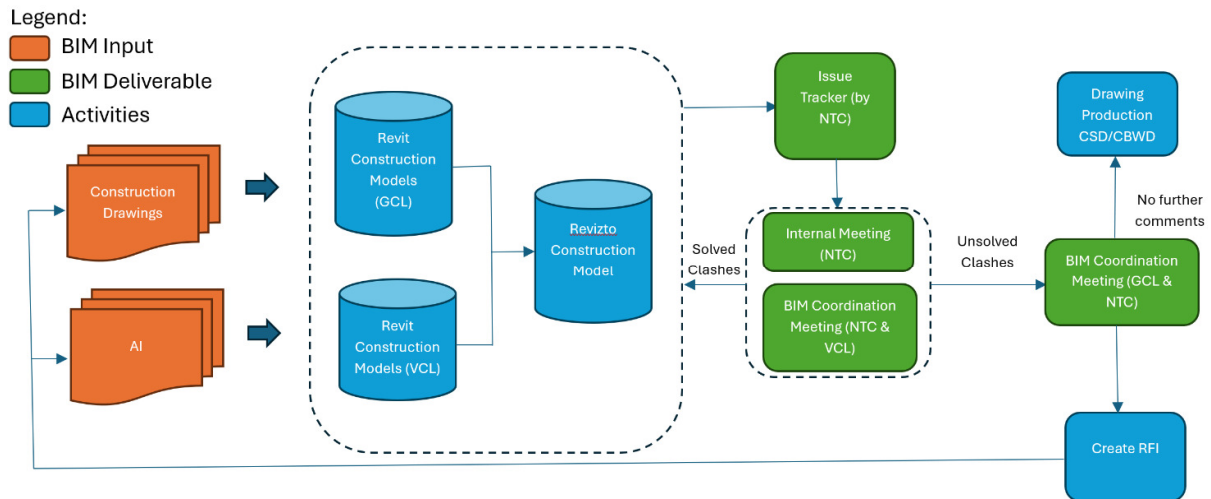 Legend:
BIM Input
BIM Deliverable
Activities
Construction
Drawings
AI
Revit
Construction
Models
(GCL)
Revit
Construction
Models (VCL)
Revizto
Construction
Model
Issue
Tracker (by
NTC)
Solved
Clashes
Internal Meeting
(NTC)
BIM Coordination
Meeting (NTC &
VCL)
Unsolved
Clashes
Drawing
Production
CSD/CBWD
No further
comments
BIM Coordination
Meeting (GCL &
NTC)
Create RFI